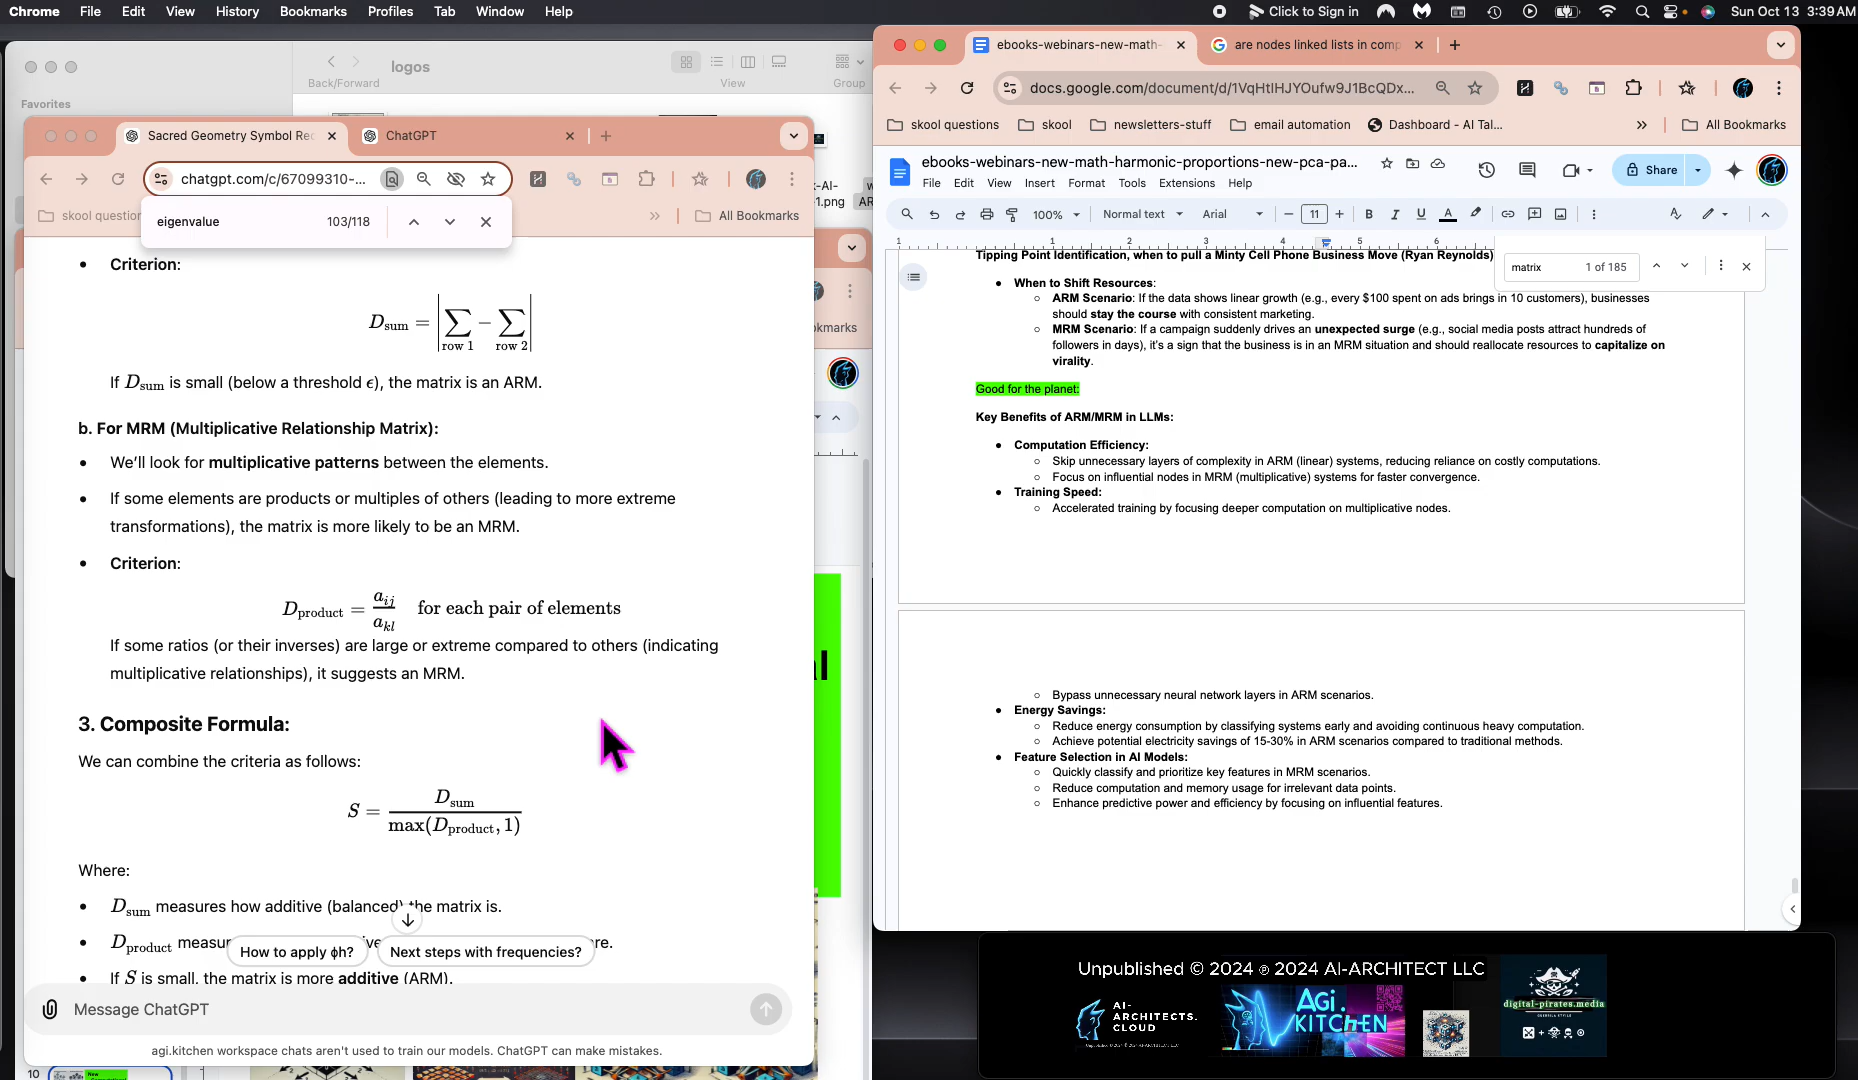 Chrome File Edit View History Bookmarks Profiles Tab Window Help
Click to Sign in
Sun Oct 13 3:39 AM
logos
Back/Forward
View
Group
Favorites
Sacred Geometry Symbol Rec
ChatGPT
chatgpt.com/c/67099310-...
skool question
All Bookmarks
eigenvalue 103/118
Criterion:
D_sum = |∑ row 1 − ∑ row 2|
If D_sum is small (below a threshold ϵ), the matrix is an ARM.
b. For MRM (Multiplicative Relationship Matrix):
We'll look for multiplicative patterns between the elements.
If some elements are products or multiples of others (leading to more extreme
transformations), the matrix is more likely to be an MRM.
Criterion:
D_product = a_ij / a_kl for each pair of elements
If some ratios (or their inverses) are large or extreme compared to others (indicating
multiplicative relationships), it suggests an MRM.
3. Composite Formula:
We can combine the criteria as follows:
S = D_sum / max(D_product, 1)
Where:
D_sum measures how additive (balanced) the matrix is.
D_product measur
How to apply ϕh?
Next steps with frequencies?
re.
If S is small, the matrix is more additive (ARM).
Message ChatGPT
agi.kitchen workspace chats aren't used to train our models. ChatGPT can make mistakes.
10
okmarks
ebooks-webinars-new-math-
are nodes linked lists in comp
docs.google.com/document/d/1VqHtIHJYOufw9J1BcQDx...
skool questions
skool
newsletters-stuff
email automation
Dashboard - AI Tal...
All Bookmarks
ebooks-webinars-new-math-harmonic-proportions-new-pca-pa...
File Edit View Insert Format Tools Extensions Help
Share
100% Normal text Arial 11
B I U A
1 1 2 3 4 5 6
matrix 1 of 185
Tipping Point Identification, when to pull a Minty Cell Phone Business Move (Ryan Reynolds)
When to Shift Resources:
ARM Scenario: If the data shows linear growth (e.g., every $100 spent on ads brings in 10 customers), businesses
should stay the course with consistent marketing.
MRM Scenario: If a campaign suddenly drives an unexpected surge (e.g., social media posts attract hundreds of
followers in days), it's a sign that the business is in an MRM situation and should reallocate resources to capitalize on
virality.
Good for the planet:
Key Benefits of ARM/MRM in LLMs:
Computation Efficiency:
Skip unnecessary layers of complexity in ARM (linear) systems, reducing reliance on costly computations.
Focus on influential nodes in MRM (multiplicative) systems for faster convergence.
Training Speed:
Accelerated training by focusing deeper computation on multiplicative nodes.
Bypass unnecessary neural network layers in ARM scenarios.
Energy Savings:
Reduce energy consumption by classifying systems early and avoiding continuous heavy computation.
Achieve potential electricity savings of 15-30% in ARM scenarios compared to traditional methods.
Feature Selection in AI Models:
Quickly classify and prioritize key features in MRM scenarios.
Reduce computation and memory usage for irrelevant data points.
Enhance predictive power and efficiency by focusing on influential features.
Unpublished © 2024 ℗ 2024 AI-ARCHITECT LLC
AI-
ARCHITECTS.
CLOUD
AGi.
KITCHEN
digital-pirates.media